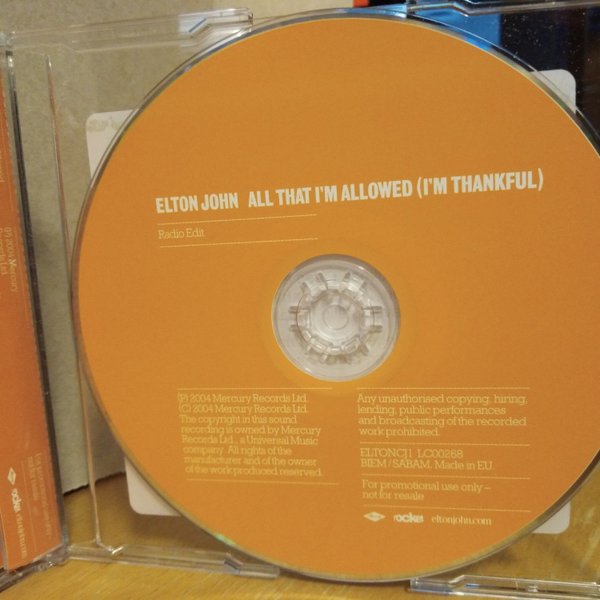 ELTON JOHN ALL THAT I'M ALLOWED (I'M THANKFUL)
Radio Edit
(P) 2004 Mercury Records Ltd.
(C) 2004 Mercury Records Ltd.
The copyright in this sound
recording is owned by Mercury
Records Ltd., a Universal Music
company. All rights of the
manufacturer and of the owner
of the work produced reserved.
Any unauthorised copying, hiring,
lending, public performances
and broadcasting of the recorded
work prohibited.
ELTONCJ1 LC00268
BIEM/SABAM. Made in EU.
For promotional use only –
not for resale
rocket eltonjohn.com
(P) 2004 Mercury